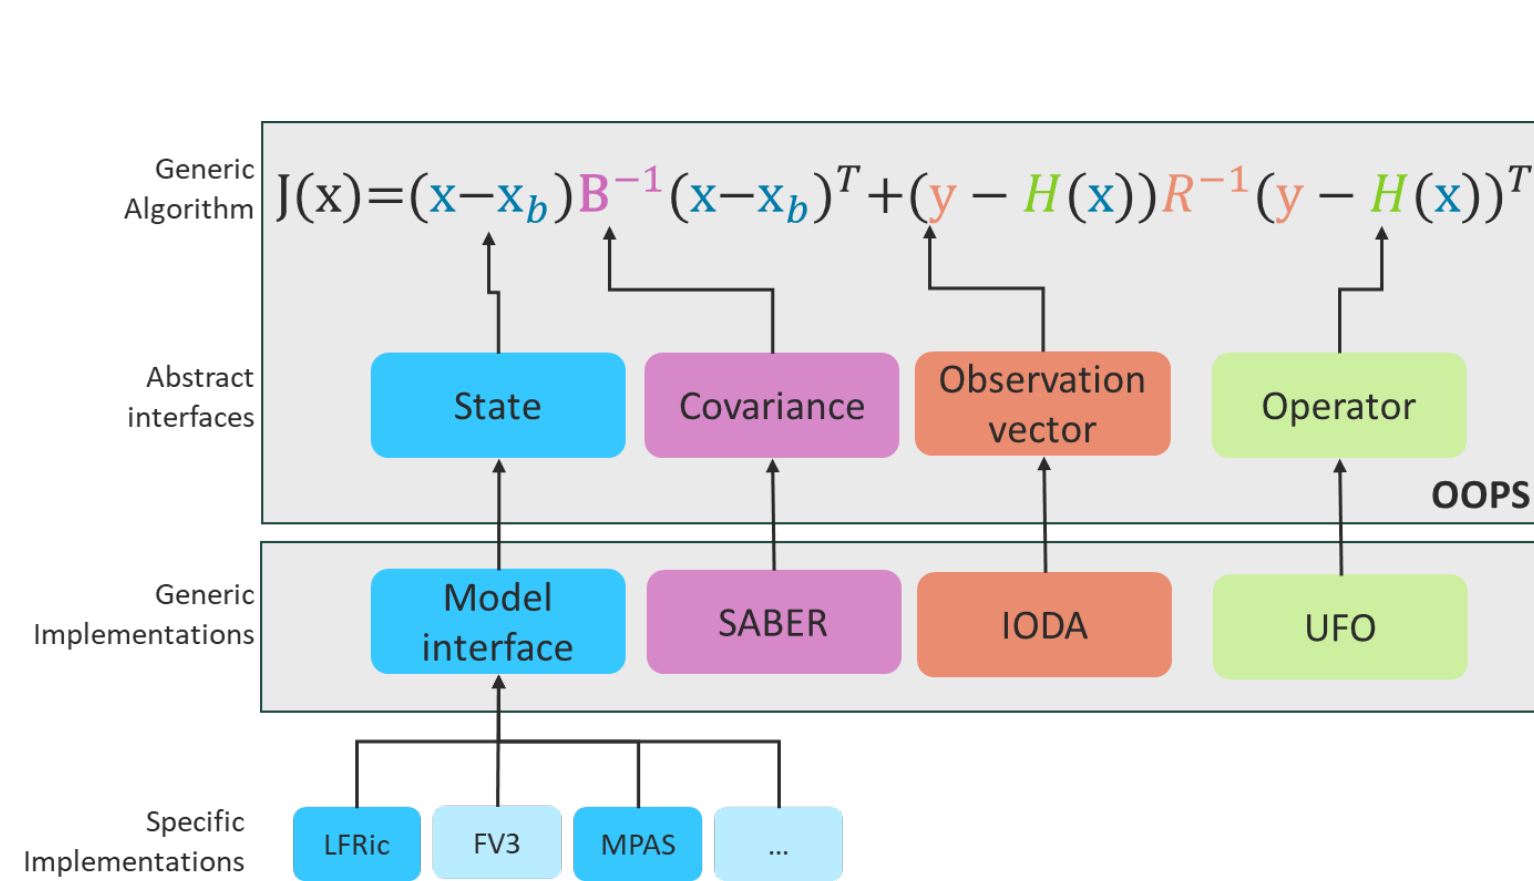 Generic
Algorithm
J(x)=(x−x_b)B^{−1}(x−x_b)^T+(y − H(x))R^{−1}(y − H(x))^T
Abstract
interfaces
State
Covariance
Observation
vector
Operator
OOPS
Generic
Implementations
Model
interface
SABER
IODA
UFO
Specific
Implementations
LFRic
FV3
MPAS
...